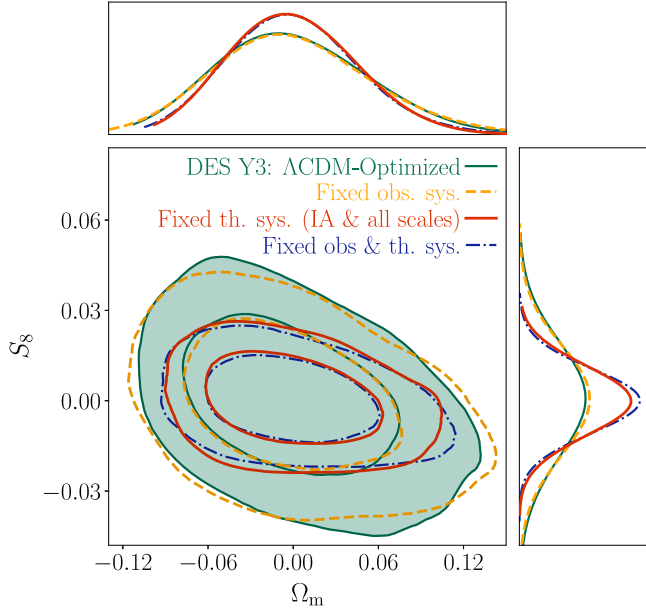 DES Y3: ΛCDM-Optimized
Fixed obs. sys.
Fixed th. sys. (IA & all scales)
Fixed obs & th. sys.
0.06
0.03
0.00
−0.03
S₈
−0.12
−0.06
0.00
0.06
0.12
Ωₘ